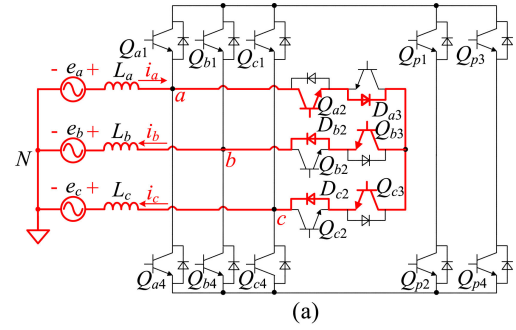 Qa1 Qb1 Qc1 Qp1 Qp3
- ea + La ia a Qa2 Da3
Db2 Qb3
- eb + Lb ib
N b Qb2
Dc2 Qc3
- ec + Lc ic
c Qc2
Qa4 Qb4 Qc4 Qp2 Qp4
(a)